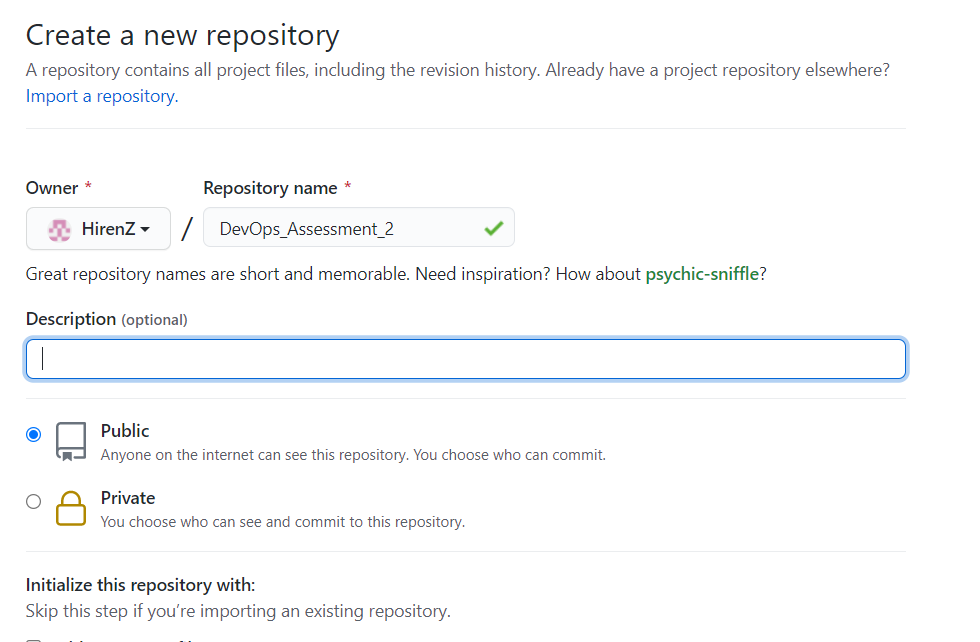 Create a new repository
A repository contains all project files, including the revision history. Already have a project repository elsewhere?
Import a repository.
Owner *
Repository name *
HirenZ
/
DevOps_Assessment_2
Great repository names are short and memorable. Need inspiration? How about psychic-sniffle?
Description (optional)
Public
Anyone on the internet can see this repository. You choose who can commit.
Private
You choose who can see and commit to this repository.
Initialize this repository with:
Skip this step if you’re importing an existing repository.